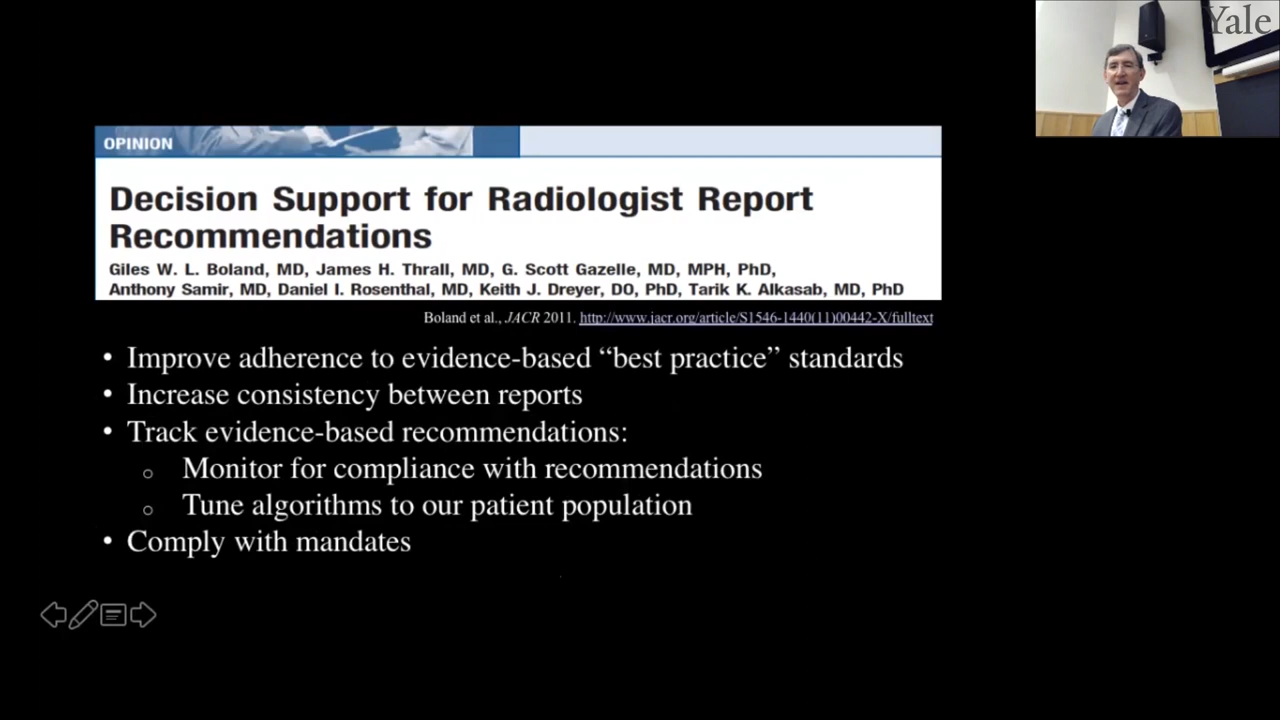 Yale
OPINION
Decision Support for Radiologist Report
Recommendations
Giles W. L. Boland, MD, James H. Thrall, MD, G. Scott Gazelle, MD, MPH, PhD,
Anthony Samir, MD, Daniel I. Rosenthal, MD, Keith J. Dreyer, DO, PhD, Tarik K. Alkasab, MD, PhD
Boland et al., JACR 2011. http://www.jacr.org/article/S1546-1440(11)00442-X/fulltext
• Improve adherence to evidence-based “best practice” standards
• Increase consistency between reports
• Track evidence-based recommendations:
○ Monitor for compliance with recommendations
○ Tune algorithms to our patient population
• Comply with mandates